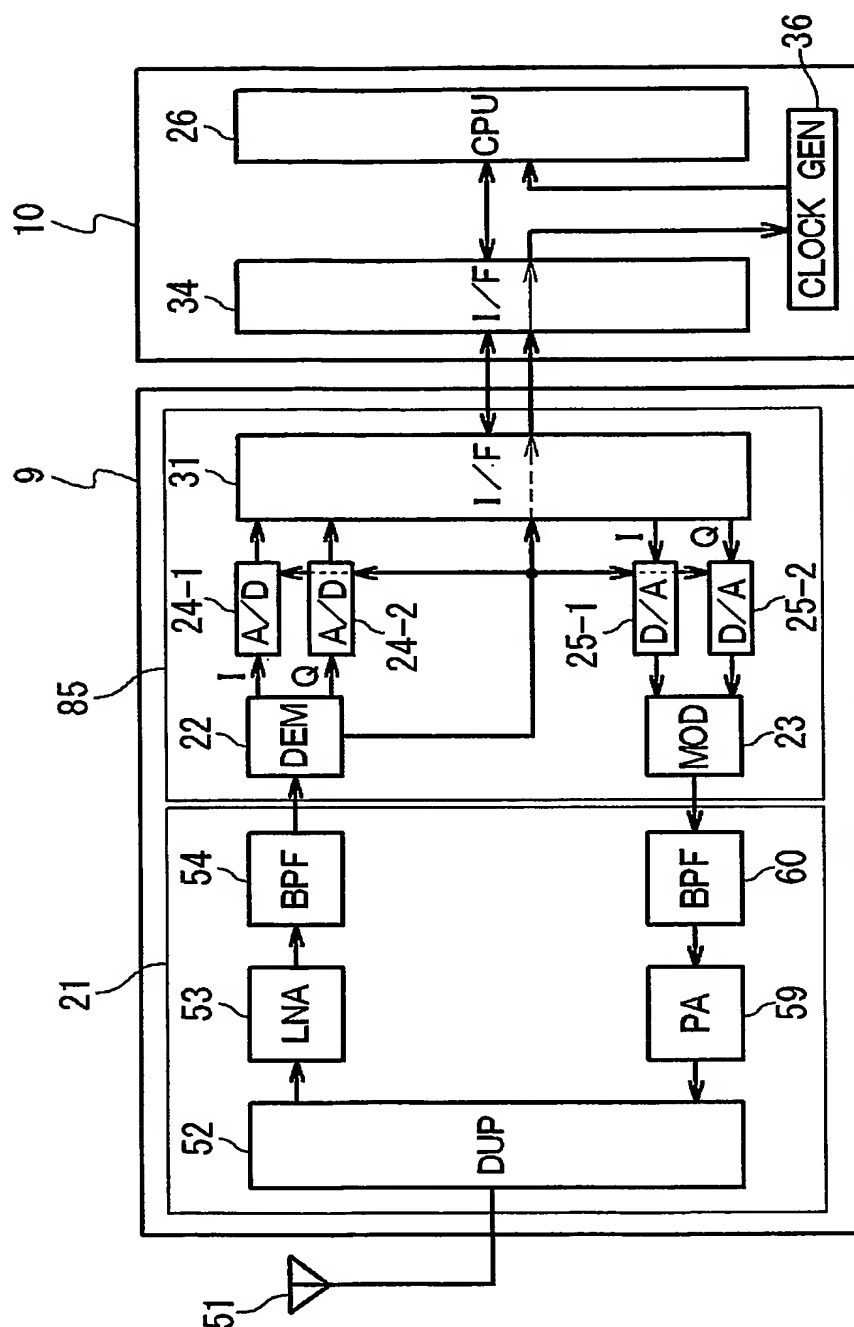 10
36
9
34
26
CPU
I/F
CLOCK GEN
85
31
I/F
24-1
A/D
I
24-2
A/D
Q
22
DEM
25-1
D/A
I
25-2
D/A
Q
23
MOD
21
54
BPF
60
BPF
53
LNA
59
PA
52
DUP
51